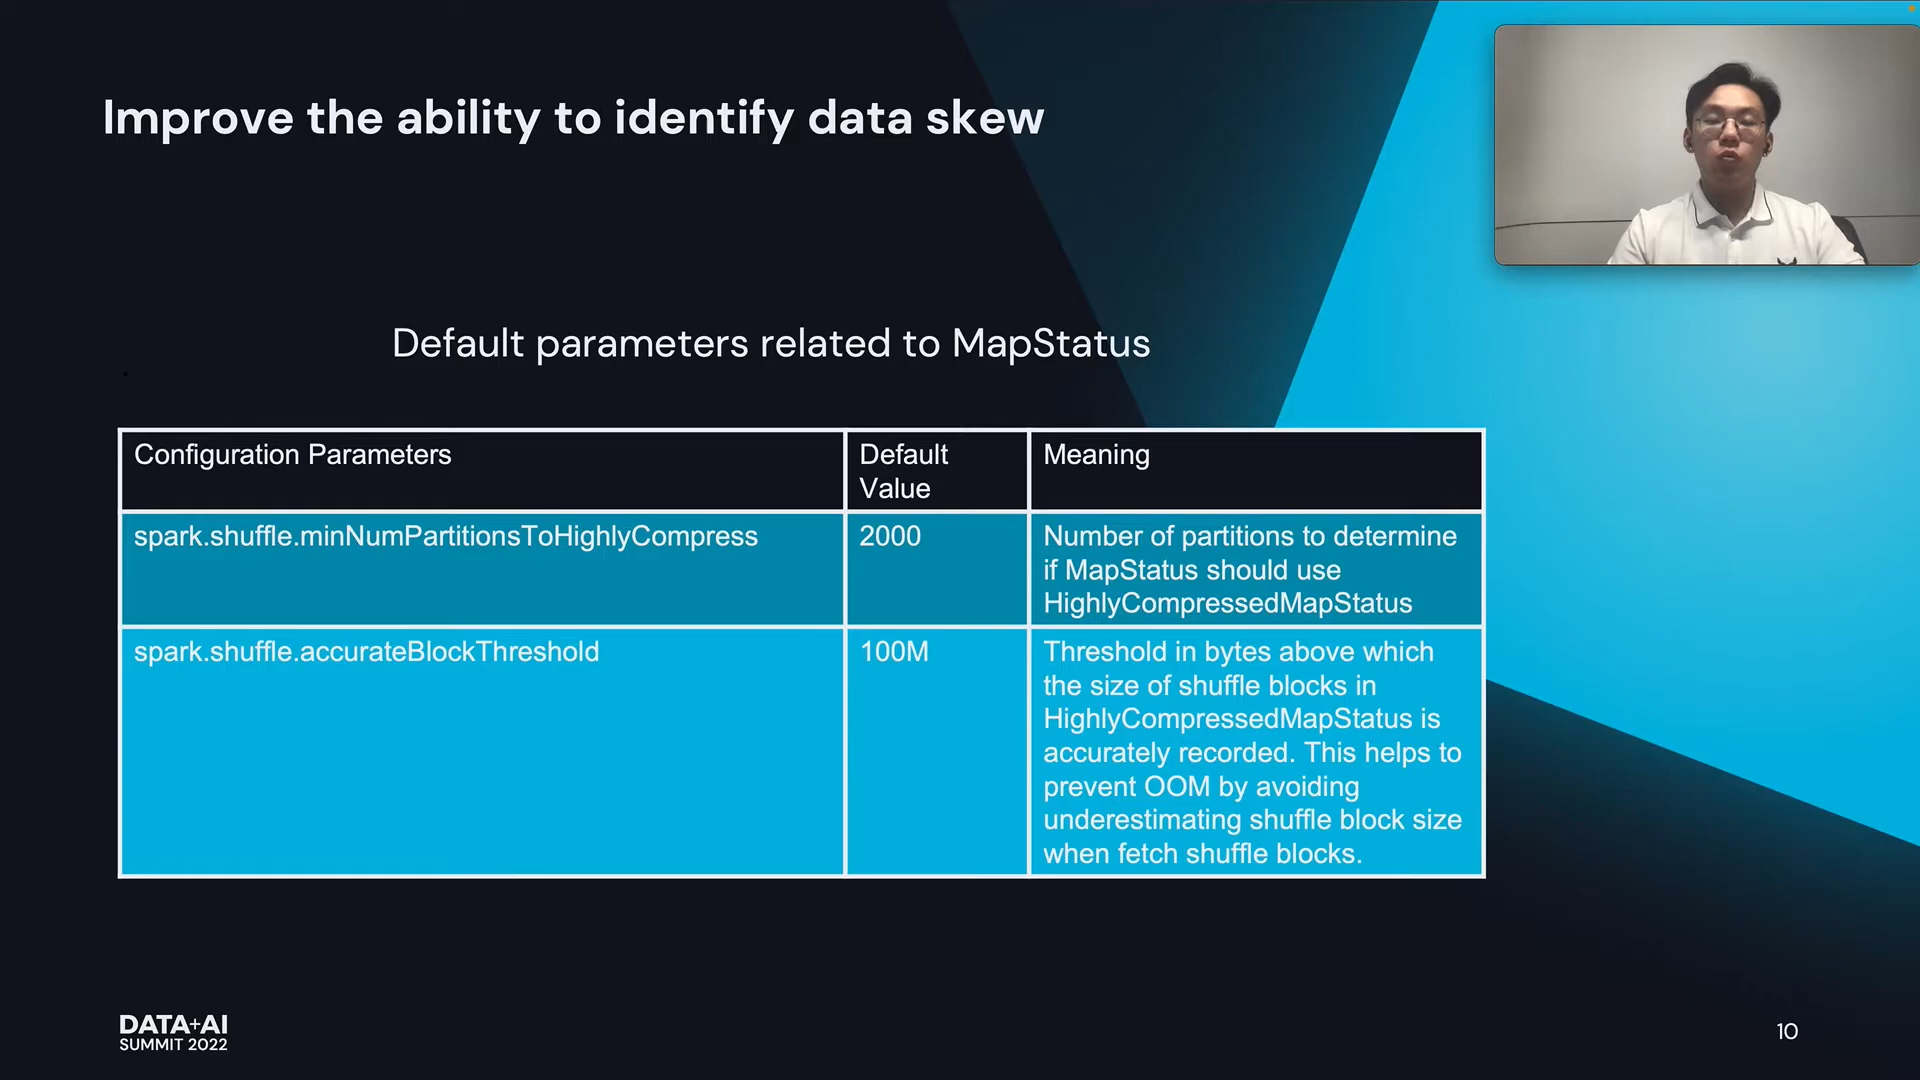 Improve the ability to identify data skew
Default parameters related to MapStatus
Configuration Parameters
Default
Value
Meaning
spark.shuffle.minNumPartitionsToHighlyCompress
2000
Number of partitions to determine
if MapStatus should use
HighlyCompressedMapStatus
spark.shuffle.accurateBlockThreshold
100M
Threshold in bytes above which
the size of shuffle blocks in
HighlyCompressedMapStatus is
accurately recorded. This helps to
prevent OOM by avoiding
underestimating shuffle block size
when fetch shuffle blocks.
DATA+AI
SUMMIT 2022
10